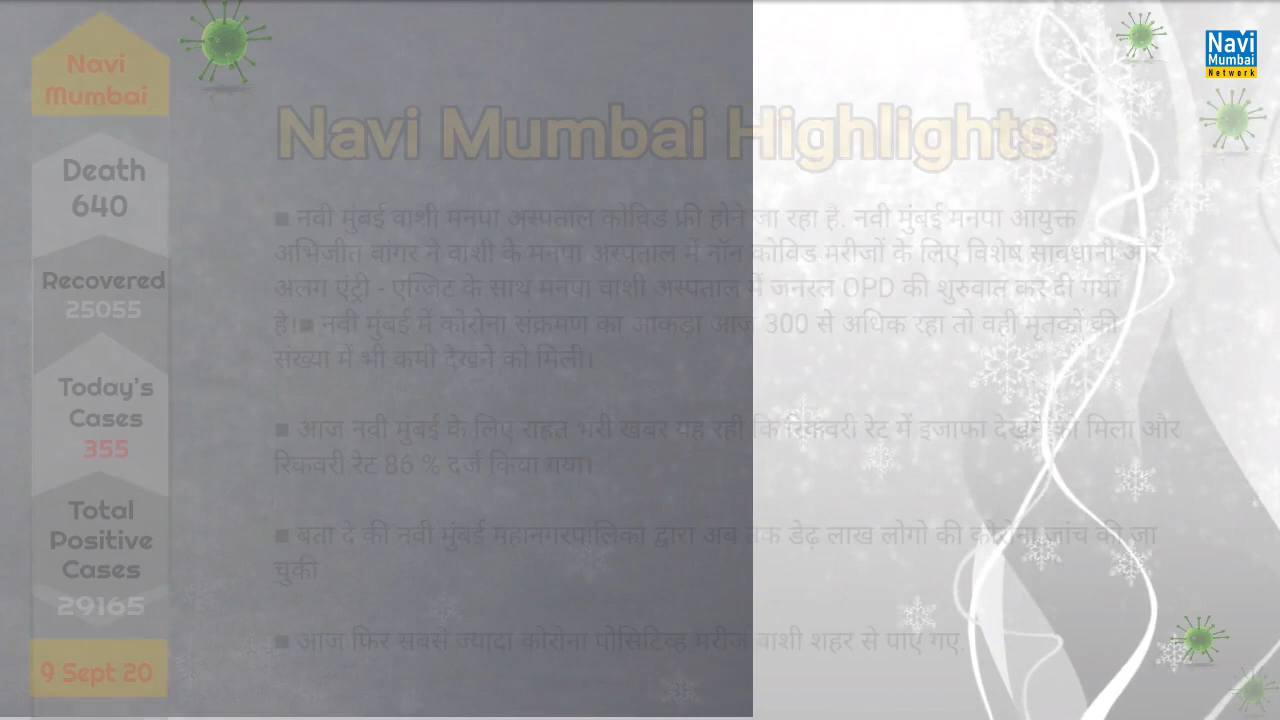 Navi
Mumbai
Death
640
Recovered
25055
Today's
Cases
355
Total
Positive
Cases
29165
9 Sept 20
Navi Mumbai Highlights
■ नवी मुंबई वाशी मनपा अस्पताल कोविड फ्री होने जा रहा है. नवी मुंबई मनपा आयुक्त
अभिजीत बांगर ने वाशी के मनपा अस्पताल में नॉन कोविड मरीजों के लिए विशेष सावधानी और
अलग एंट्री - एग्जिट के साथ मनपा वाशी अस्पताल में जनरल OPD की शुरुवात कर दी गयी
है।■ नवी मुंबई में कोरोना संक्रमण का आकड़ा आज 300 से अधिक रहा तो वही मृतकों की
संख्या में भी कमी देखने को मिली।
■ आज नवी मुंबई के लिए राहत भरी खबर यह रही कि रिकवरी रेट में इजाफा देखने को मिला और
रिकवरी रेट 86 % दर्ज किया गया।
■ बता दे की नवी मुंबई महानगरपालिका द्वारा अब तक डेढ़ लाख लोगो की कोरोना जांच की जा
चुकी
■ आज फिर सबसे ज्यादा कोरोना पोसिटिव्ह मरीज वाशी शहर से पाए गए.
Navi
Mumbai
Network